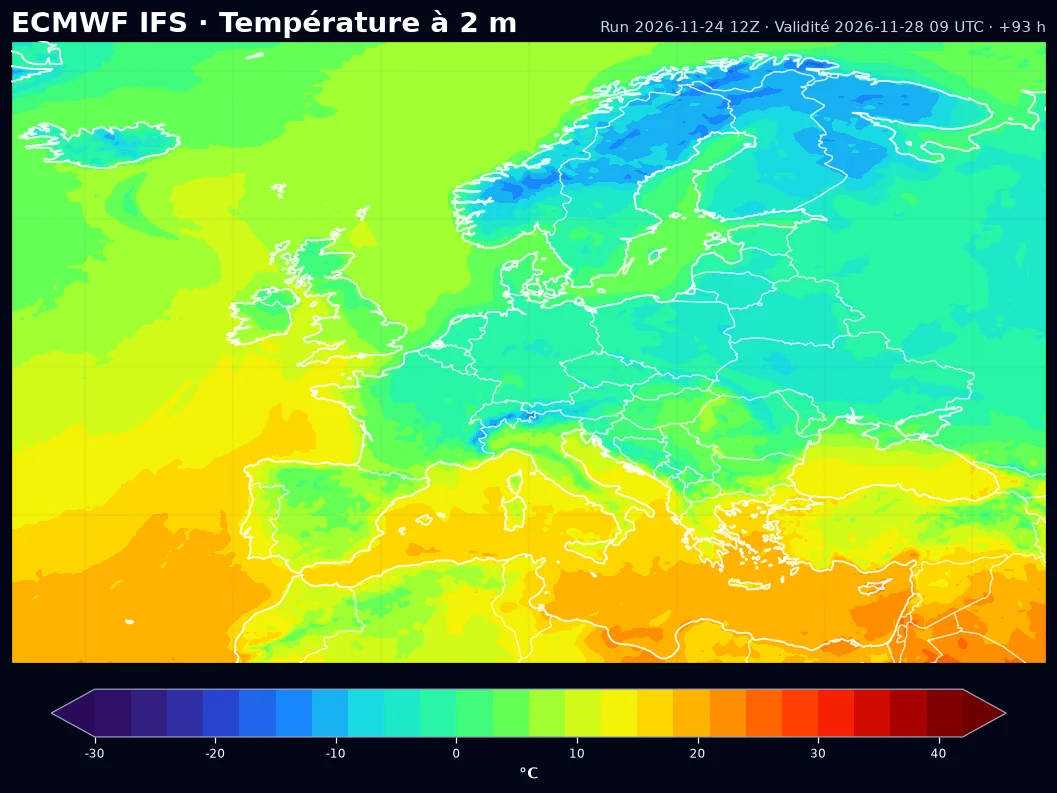 ECMWF IFS · Température à 2 m
Run 2026-11-24 12Z · Validité 2026-11-28 09 UTC · +93 h
-30 -20 -10 0 10 20 30 40
°C